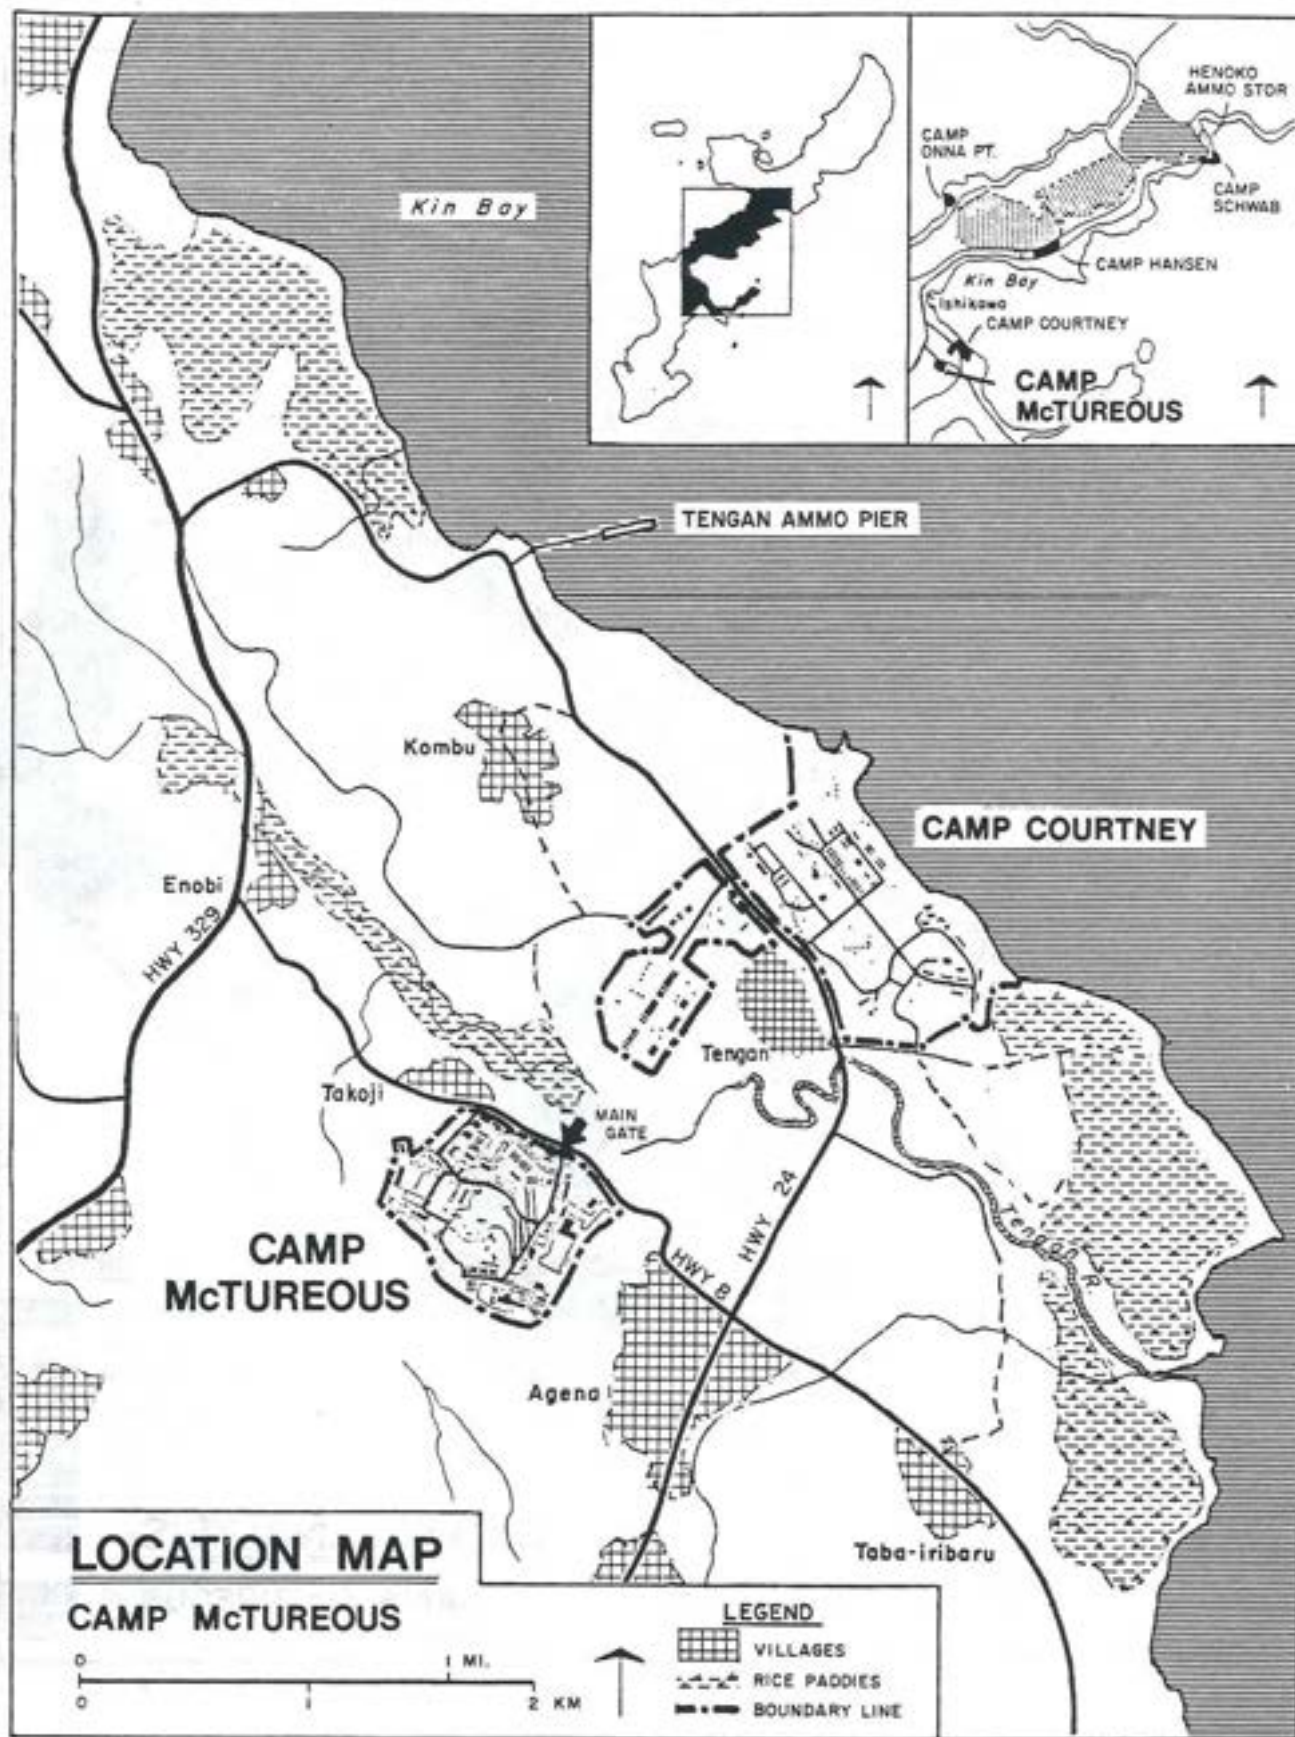 HENOKO
AMMO STOR
CAMP
ONNA PT.
CAMP
SCHWAB
CAMP HANSEN
Kin Bay
Ishikawa
CAMP COURTNEY
CAMP
McTUREOUS
Kin Bay
TENGAN AMMO PIER
Kombu
CAMP COURTNEY
Enobi
HWY 329
Tengan
Takoji
MAIN
GATE
HWY 24
Tengan R
CAMP
McTUREOUS
HWY 8
Agena
Taba-iribaru
LOCATION MAP
CAMP McTUREOUS
0 1 MI.
0 1 2 KM
LEGEND
VILLAGES
RICE PADDIES
BOUNDARY LINE